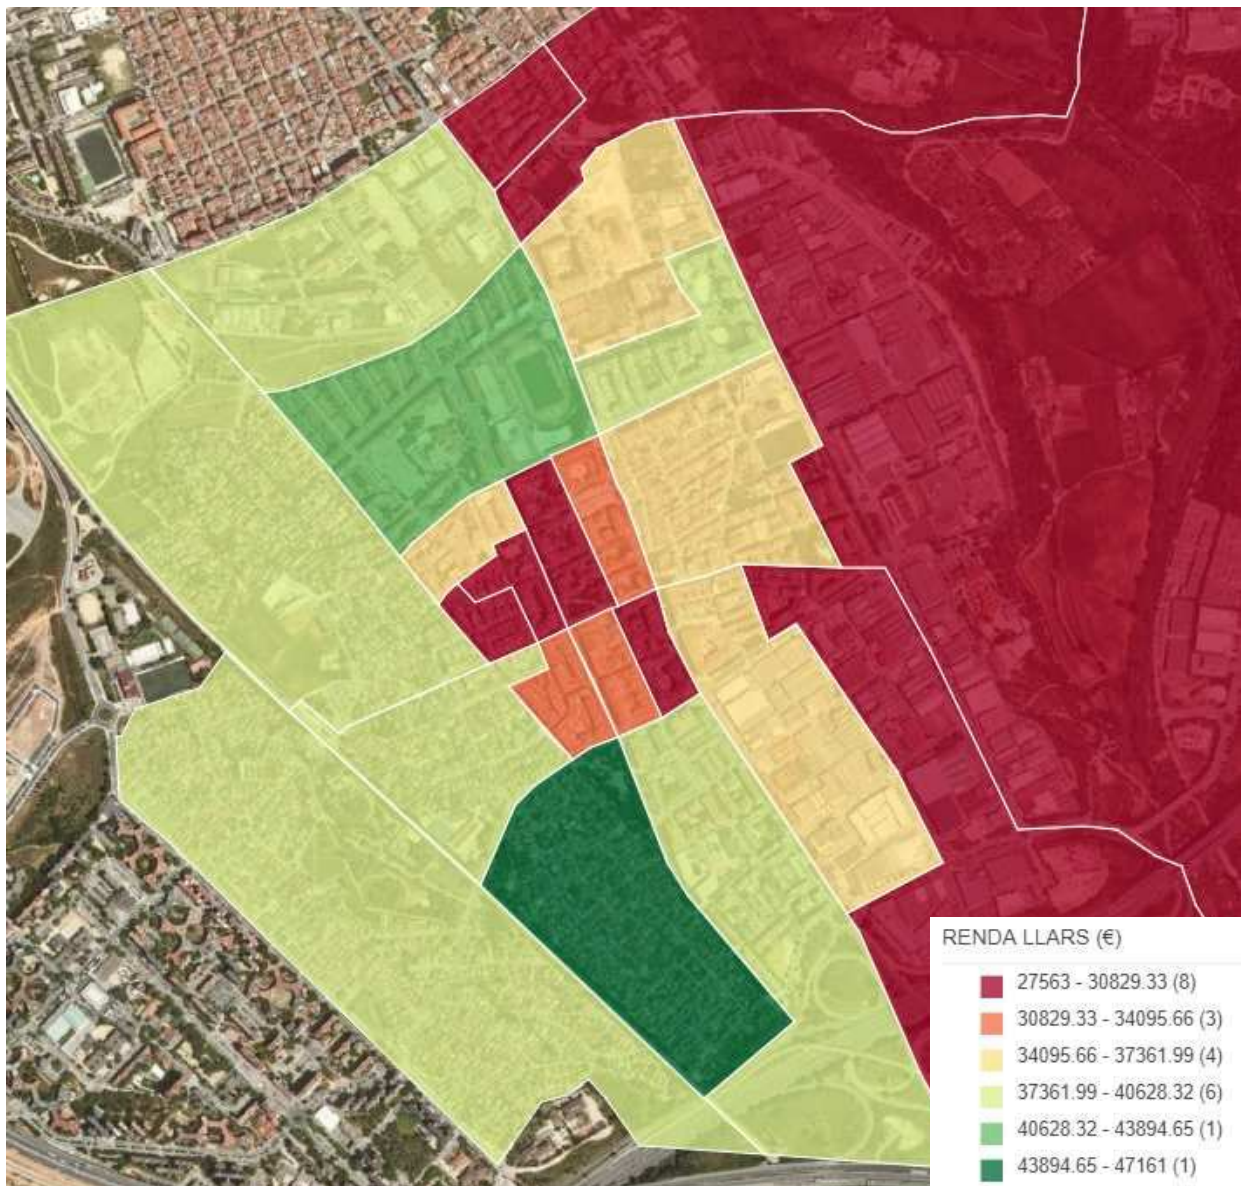 RENDA LLARS (€)
27563 - 30829.33 (8)
30829.33 - 34095.66 (3)
34095.66 - 37361.99 (4)
37361.99 - 40628.32 (6)
40628.32 - 43894.65 (1)
43894.65 - 47161 (1)